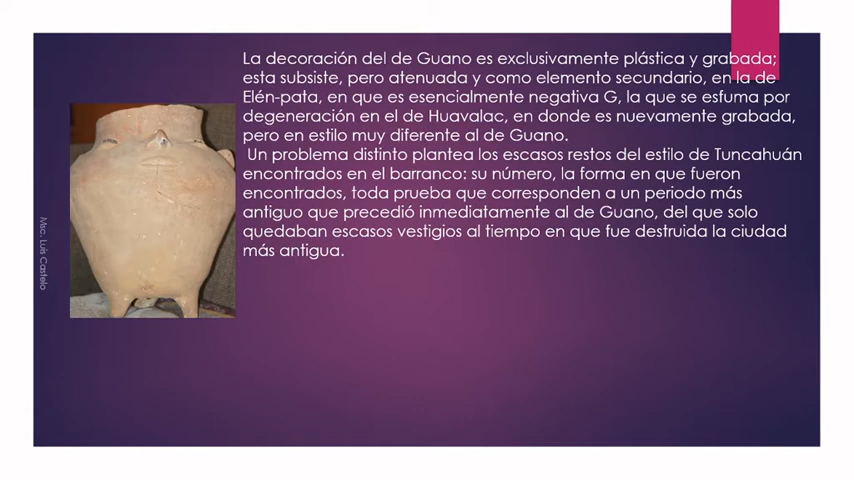 La decoración del de Guano es exclusivamente plástica y grabada;
esta subsiste, pero atenuada y como elemento secundario, en la de
Elén-pata, en que es esencialmente negativa G, la que se esfuma por
degeneración en el de Huavalac, en donde es nuevamente grabada,
pero en estilo muy diferente al de Guano.
Un problema distinto plantea los escasos restos del estilo de Tuncahuán
encontrados en el barranco: su número, la forma en que fueron
encontrados, toda prueba que corresponden a un periodo más
antiguo que precedió inmediatamente al de Guano, del que solo
quedaban escasos vestigios al tiempo en que fue destruida la ciudad
más antigua.
Msc. Luis Castelo